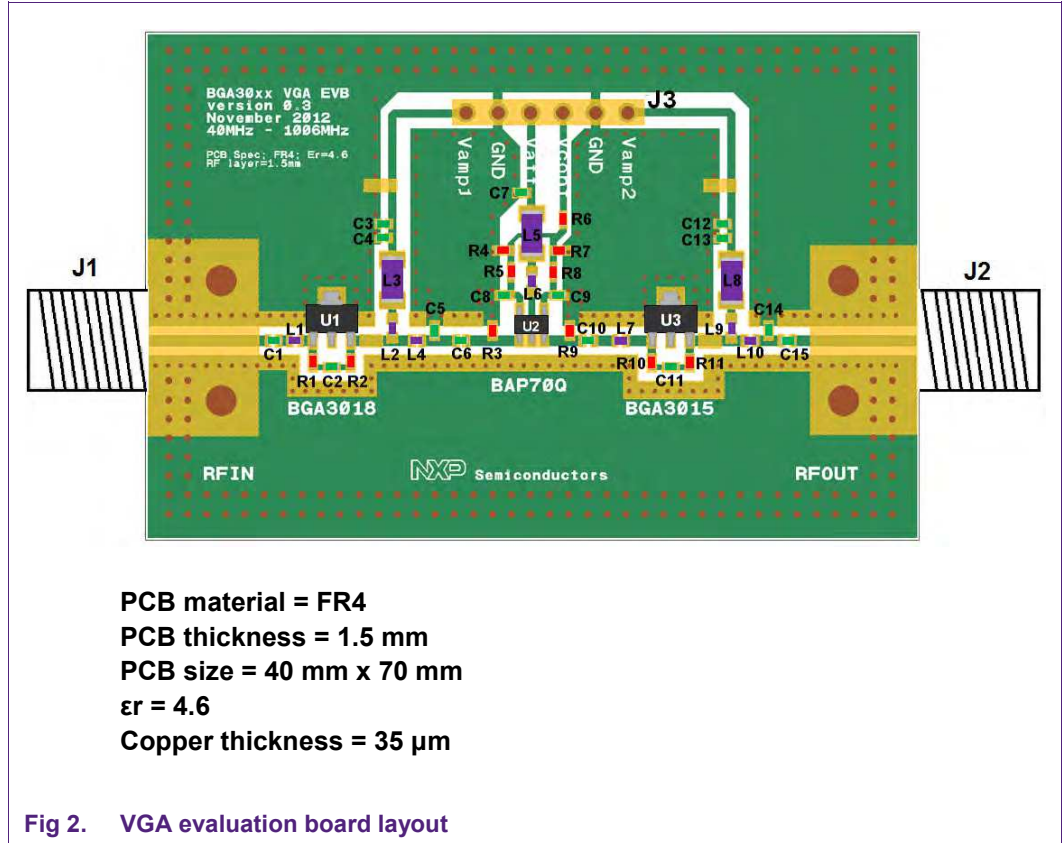 BGA30xx VGA EVB
version 0.3
November 2012
40MHz - 1006MHz
PCB Spec; FR4; Er=4.6
RF layer=1.5mm
J3
Vamp1
GND
Vatt
Vcont
GND
Vamp2
C7
R6
C3
C4
L5
C12
C13
R4
R7
R5
R8
J1
L3
L8
J2
C8
L6
C9
U1
C5
U2
U3
C14
L1
C10
L7
L9
C1
L2
L4
C6
R3
R9
L10
C15
R1
C2
R2
R10
R11
C11
BAP70Q
BGA3018
BGA3015
RFIN
NXP Semiconductors
RFOUT
PCB material = FR4
PCB thickness = 1.5 mm
PCB size = 40 mm x 70 mm
εr = 4.6
Copper thickness = 35 µm
Fig 2. VGA evaluation board layout